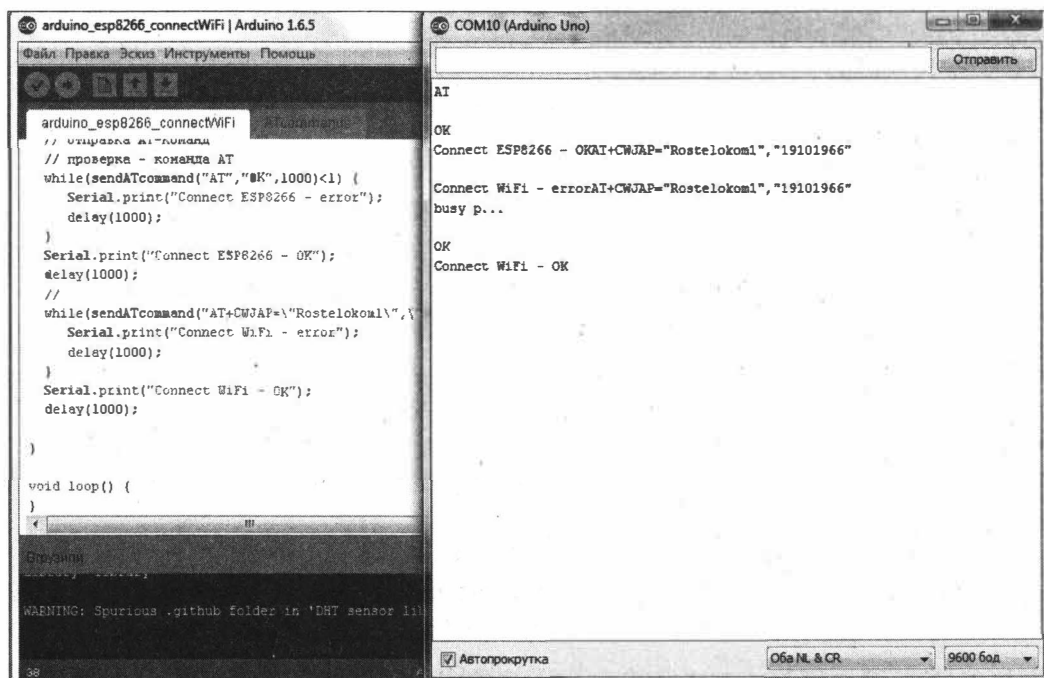 arduino_esp8266_connectWiFi | Arduino 1.6.5
Файл Правка Эскиз Инструменты Помощь
arduino_esp8266_connectWiFi
// отправка AT-команд
// проверка - команда AT
while(sendATcommand("AT","OK",1000)<1) {
Serial.print("Connect ESP8266 - error");
delay(1000);
}
Serial.print("Connect ESP8266 - OK");
delay(1000);
//
while(sendATcommand("AT+CWJAP=\"Rostelokom1\",\"
Serial.print("Connect WiFi - error");
delay(1000);
}
Serial.print("Connect WiFi - OK");
delay(1000);
}
void loop() {
}
WARNING: Spurious .github folder in 'DHT sensor li
38
COM10 (Arduino Uno)
Отправить
AT
OK
Connect ESP8266 - OKAT+CWJAP="Rostelokom1","19101966"
Connect WiFi - errorAT+CWJAP="Rostelokom1","19101966"
busy p...
OK
Connect WiFi - OK
Автопрокрутка
Оба NL & CR
9600 бод